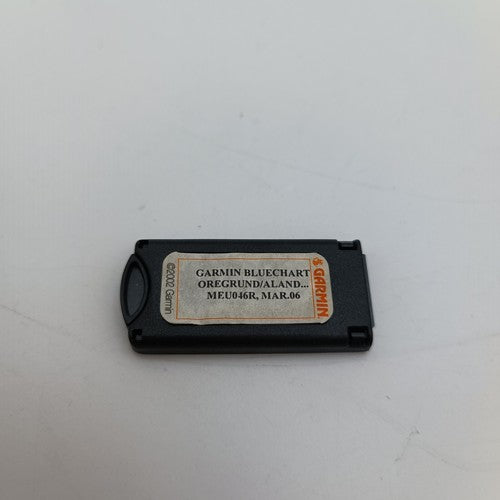 GARMIN BLUECHART
OREGRUND/ALAND...
MEU046R, MAR.06
GARMIN
©2002 Garmin